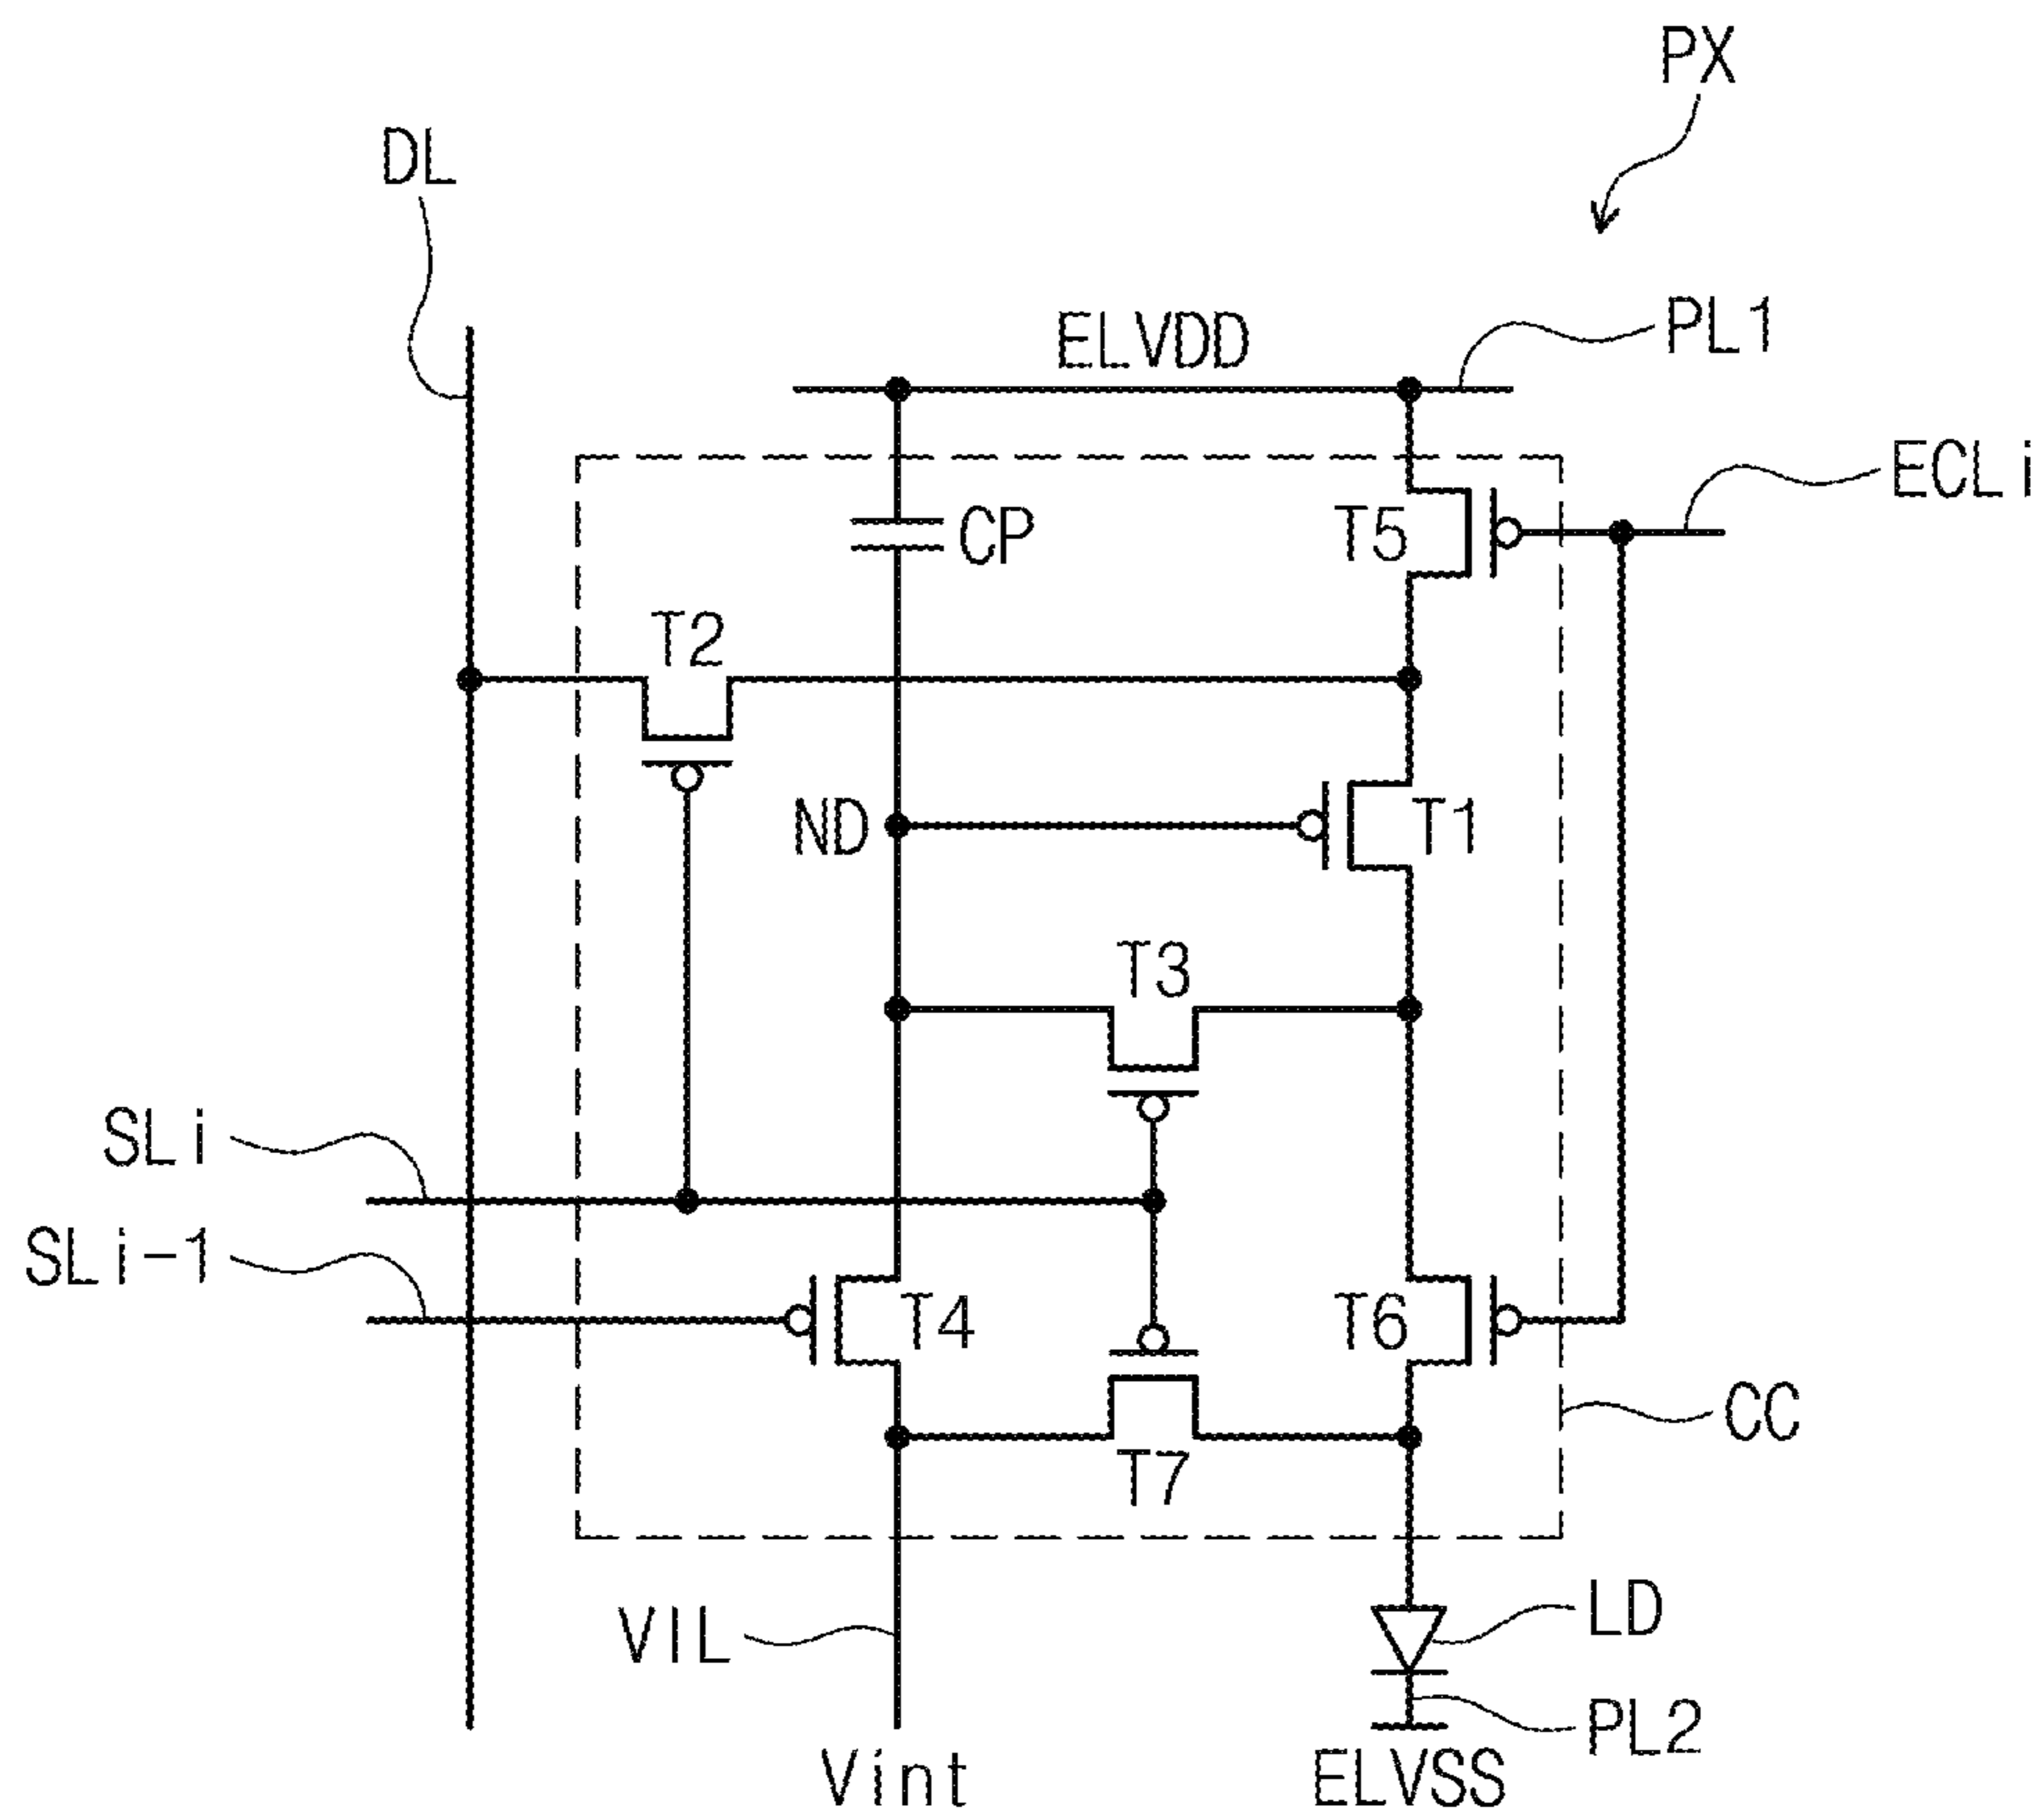 PX
DL
ELVDD
PL1
ECLi
CP
T5
T2
ND
T1
T3
SLi
SLi-1
T4
T6
CC
T7
LD
VIL
PL2
Vint
ELVSS